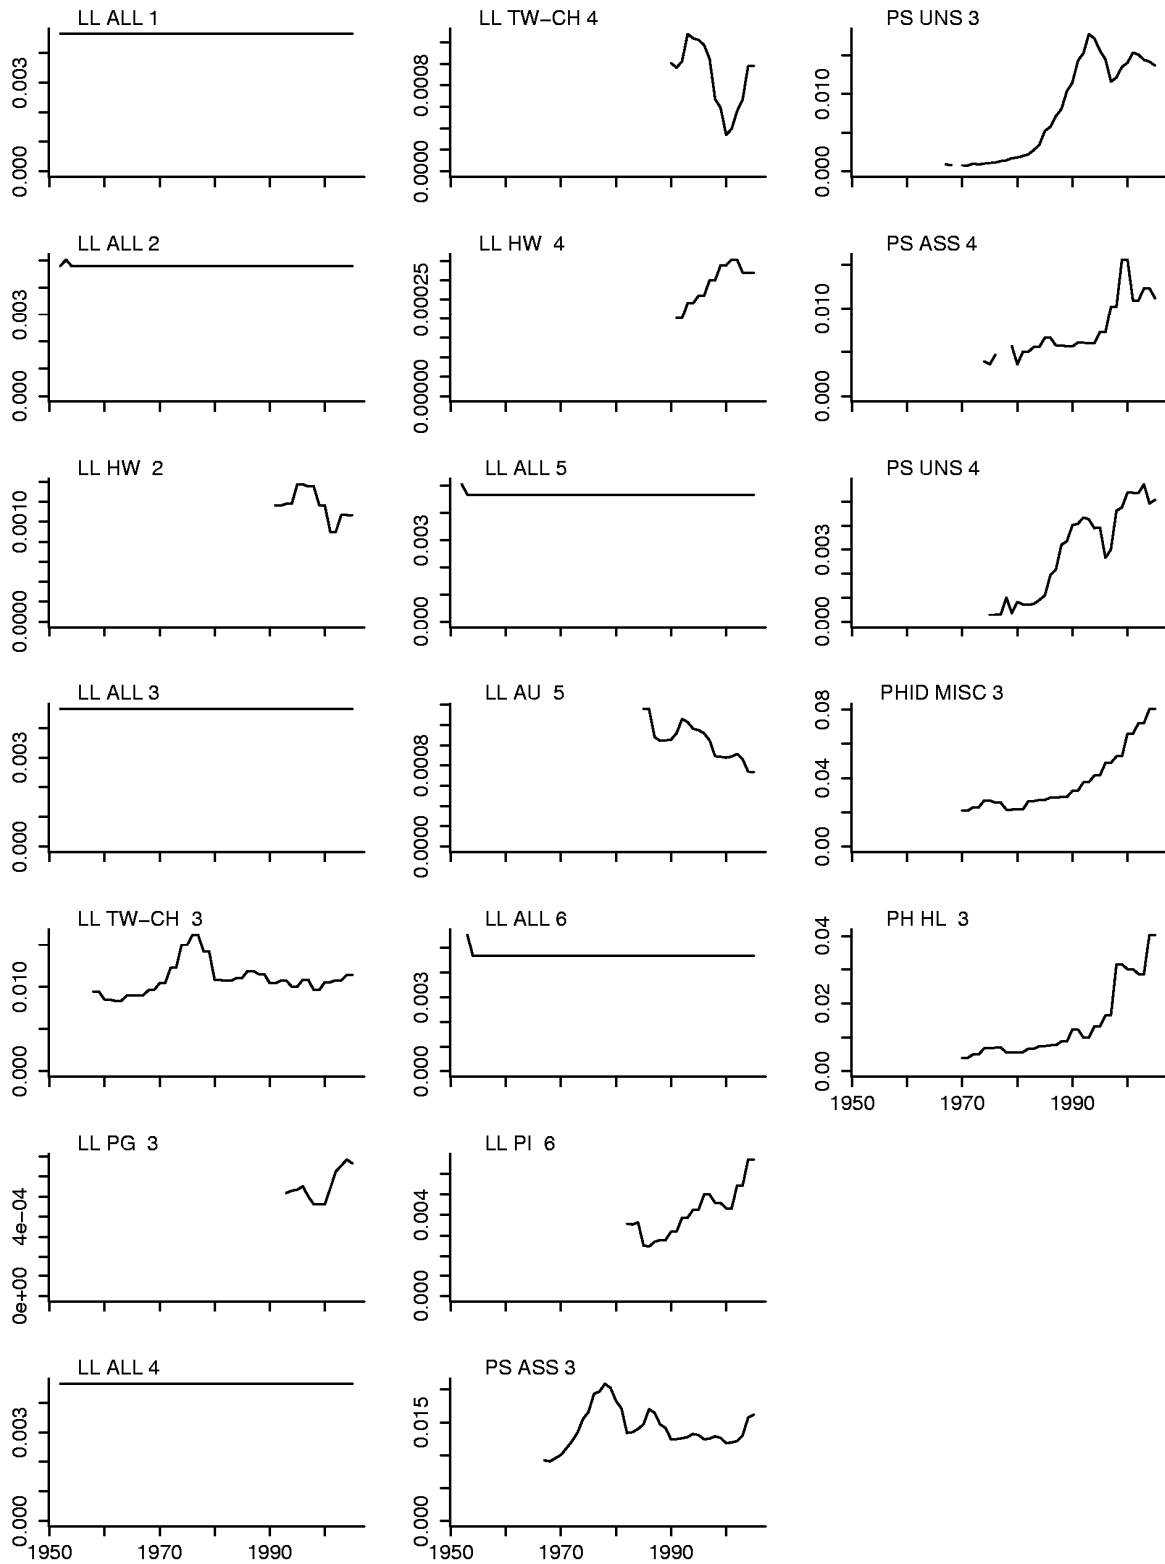 LL ALL 1
0.003
0.000
LL ALL 2
0.003
0.000
LL HW 2
0.0010
0.0000
LL ALL 3
0.003
0.000
LL TW-CH 3
0.010
0.000
LL PG 3
4e-04
0e+00
LL ALL 4
0.003
0.000
1950 1970 1990
LL TW-CH 4
0.0008
0.0000
LL HW 4
0.00025
0.00000
LL ALL 5
0.003
0.000
LL AU 5
0.0008
0.0000
LL ALL 6
0.003
0.000
LL PI 6
0.004
0.000
PS ASS 3
0.015
0.000
1950 1970 1990
PS UNS 3
0.010
0.000
PS ASS 4
0.010
0.000
PS UNS 4
0.003
0.000
PHID MISC 3
0.08
0.04
0.00
PH HL 3
0.04
0.02
0.00
1950 1970 1990